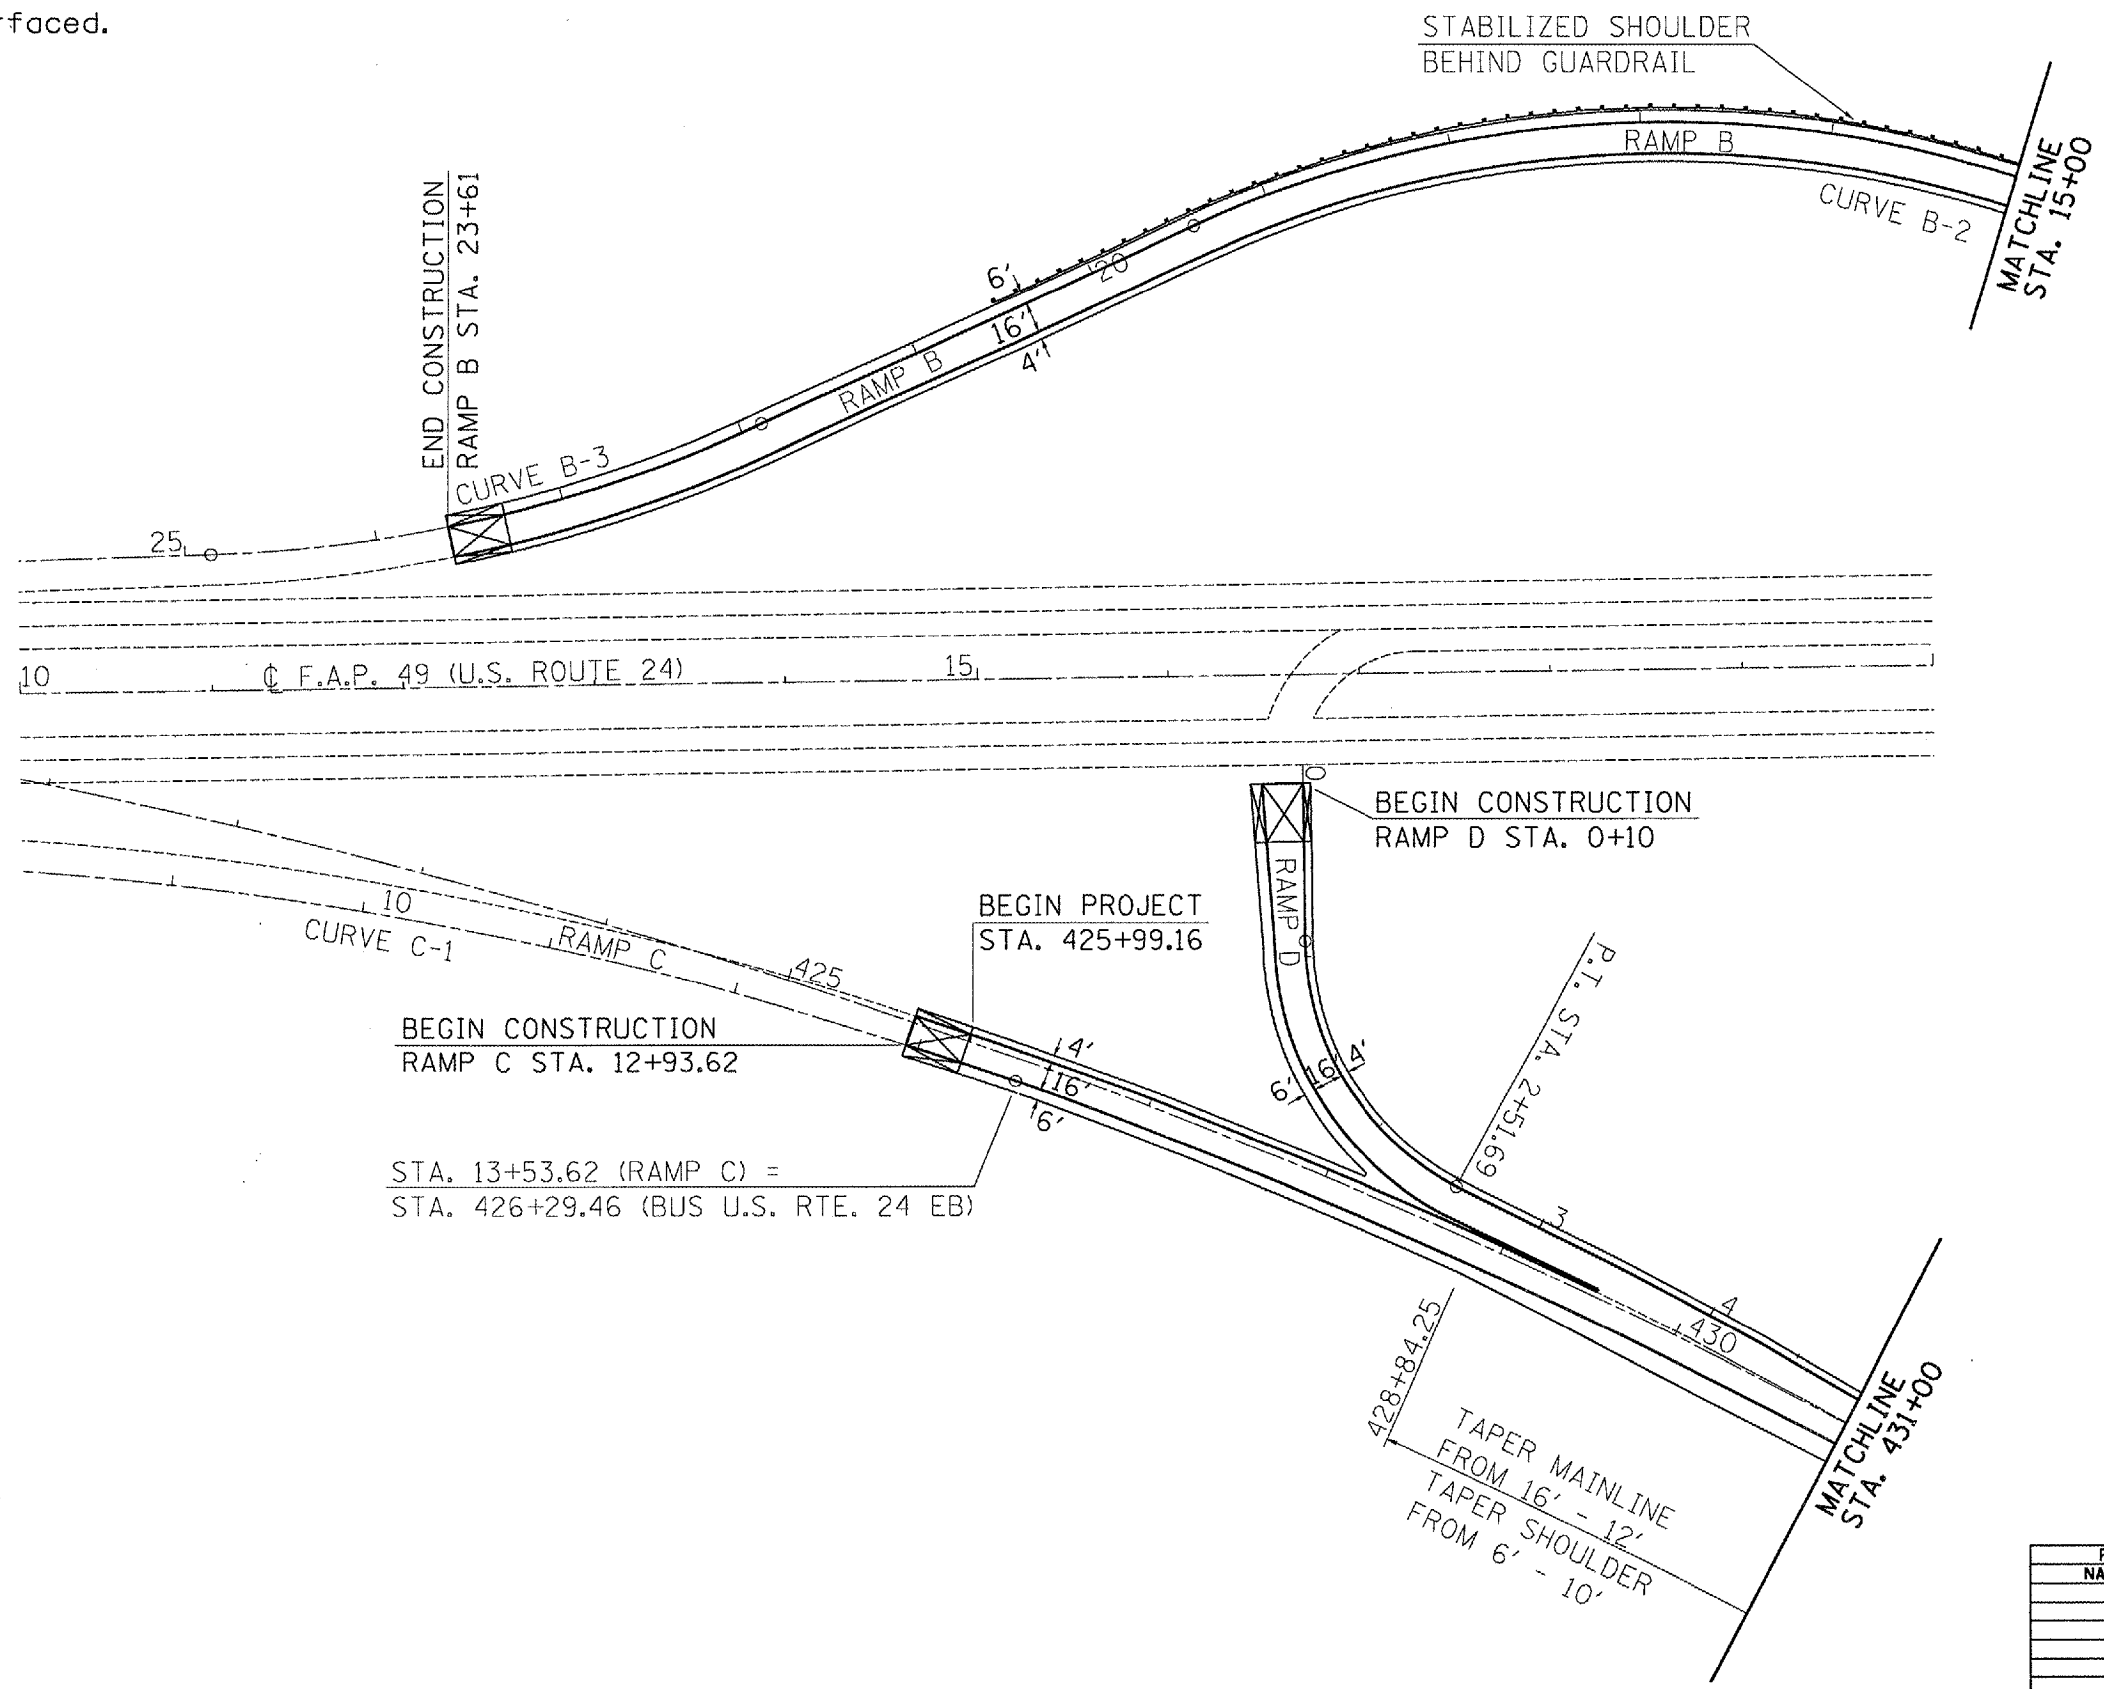 STABILIZED SHOULDER
BEHIND GUARDRAIL
RAMP B
CURVE B-2
MATCHLINE
STA. 15+00
END CONSTRUCTION
RAMP B STA. 23+61
6'
16'
4'
20
RAMP B
CURVE B-3
25
10
℄ F.A.P. 49 (U.S. ROUTE 24)
15
0
BEGIN CONSTRUCTION
RAMP D STA. 0+10
RAMP D
10
CURVE C-1
RAMP C
425
BEGIN PROJECT
STA. 425+99.16
BEGIN CONSTRUCTION
RAMP C STA. 12+93.62
4'
16'
6'
6'
16'
4'
P.T. STA. 2+51.69
STA. 13+53.62 (RAMP C) =
STA. 426+29.46 (BUS U.S. RTE. 24 EB)
3
4
430
428+84.25
TAPER MAINLINE
FROM 16' - 12'
TAPER SHOULDER
FROM 6' - 10'
MATCHLINE
STA. 431+00